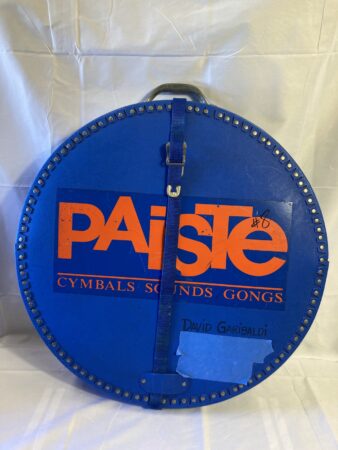 PAiSTe
#6
CYMBALS SOUNDS GONGS
DAVID GARIBALDI